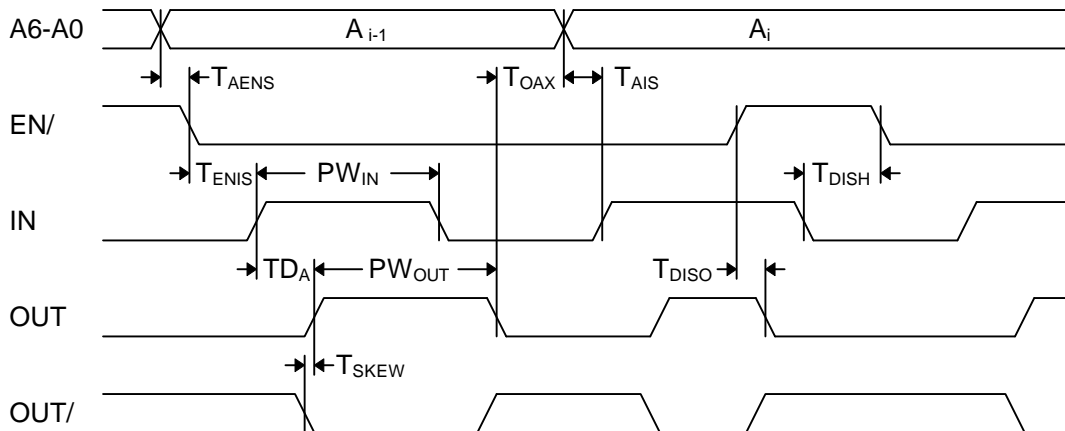 A6-A0 A i-1 Ai
TAENS TOAX TAIS
EN/
TENIS PWIN TDISH
IN
TDA PWOUT TDISO
OUT
TSKEW
OUT/